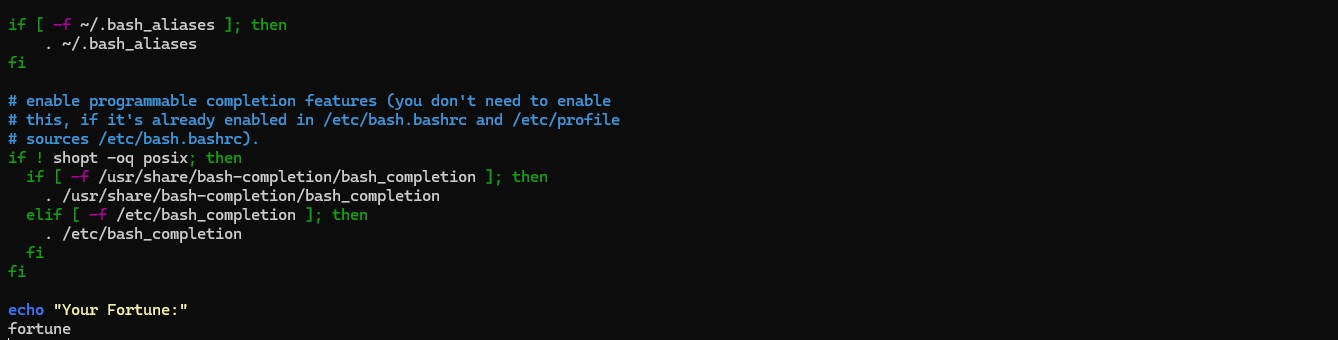 if [ -f ~/.bash_aliases ]; then
    . ~/.bash_aliases
fi

# enable programmable completion features (you don't need to enable
# this, if it's already enabled in /etc/bash.bashrc and /etc/profile
# sources /etc/bash.bashrc).
if ! shopt -oq posix; then
  if [ -f /usr/share/bash-completion/bash_completion ]; then
    . /usr/share/bash-completion/bash_completion
  elif [ -f /etc/bash_completion ]; then
    . /etc/bash_completion
  fi
fi

echo "Your Fortune:"
fortune